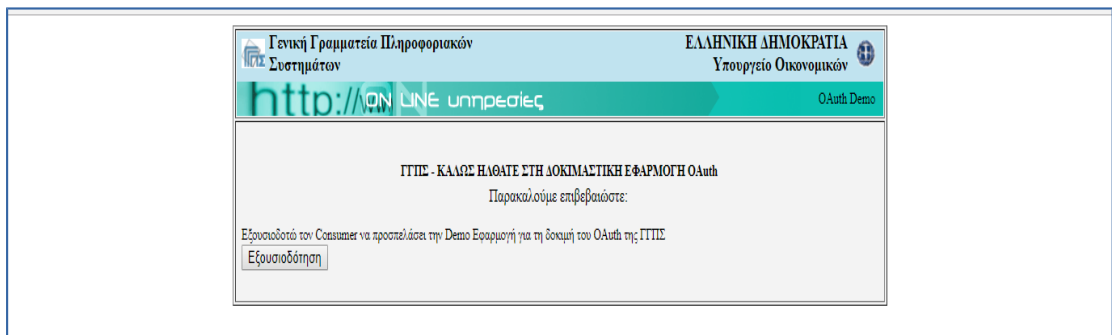 Γενική Γραμματεία Πληροφοριακών
Συστημάτων
ΕΛΛΗΝΙΚΗ ΔΗΜΟΚΡΑΤΙΑ
Υπουργείο Οικονομικών
http://www
ON LINE υπηρεσίες
OAuth Demo
ΓΓΠΣ - ΚΑΛΩΣ ΗΛΘΑΤΕ ΣΤΗ ΔΟΚΙΜΑΣΤΙΚΗ ΕΦΑΡΜΟΓΗ OAuth
Παρακαλούμε επιβεβαιώστε:
Εξουσιοδοτώ τον Consumer να προσπελάσει την Demo Εφαρμογή για τη δοκιμή του OAuth της ΓΓΠΣ
Εξουσιοδότηση